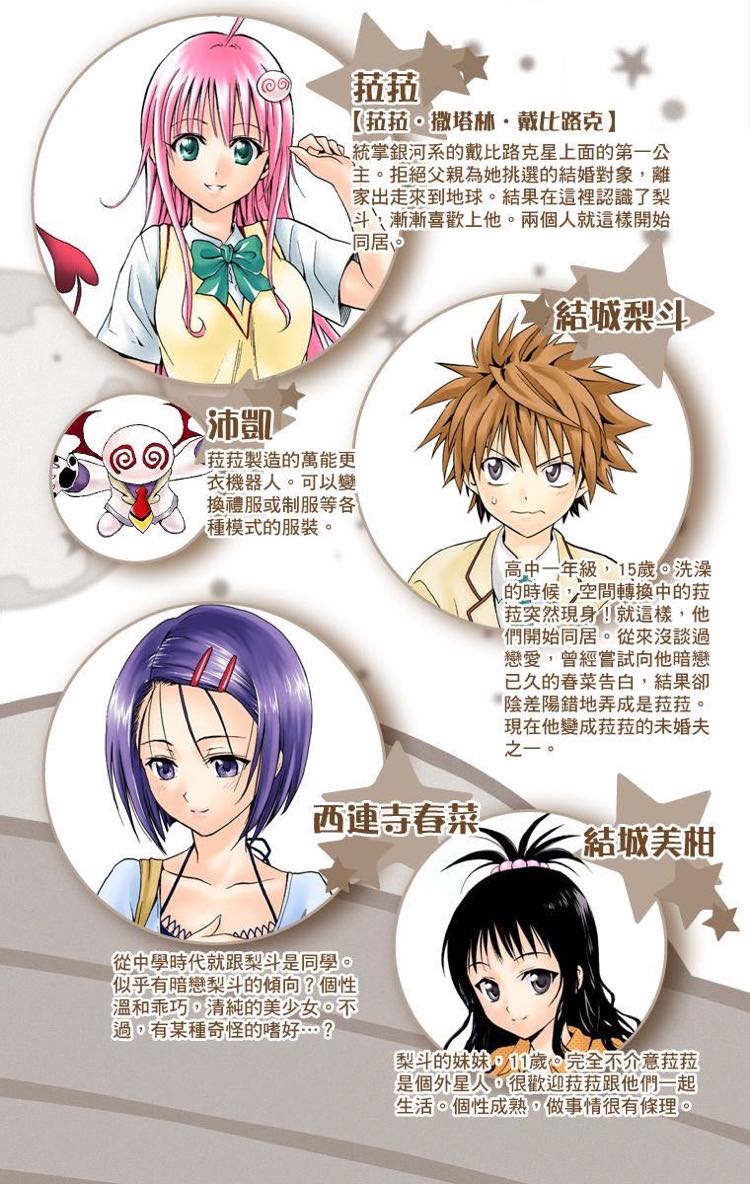 菈菈
【菈菈・撒塔林・戴比路克】
統掌銀河系的戴比路克星上面的第一公
主。拒絕父親為她挑選的結婚對象，離
家出走來到地球。結果在這裡認識了梨
斗，漸漸喜歡上他。兩個人就這樣開始
同居。
結城梨斗
高中一年級，15歲。洗澡
的時候，空間轉換中的菈
菈突然現身！就這樣，他
們開始同居。從來沒談過
戀愛，曾經嘗試向他暗戀
已久的春菜告白，結果卻
陰差陽錯地弄成是菈菈。
現在他變成菈菈的未婚夫
之一。
沛凱
菈菈製造的萬能更
衣機器人。可以變
換禮服或制服等各
種模式的服裝。
西連寺春菜
從中學時代就跟梨斗是同學。
似乎有暗戀梨斗的傾向？個性
溫和乖巧，清純的美少女。不
過，有某種奇怪的嗜好…？
結城美柑
梨斗的妹妹，11歲。完全不介意菈菈
是個外星人，很歡迎菈菈跟他們一起
生活。個性成熟，做事情很有條理。